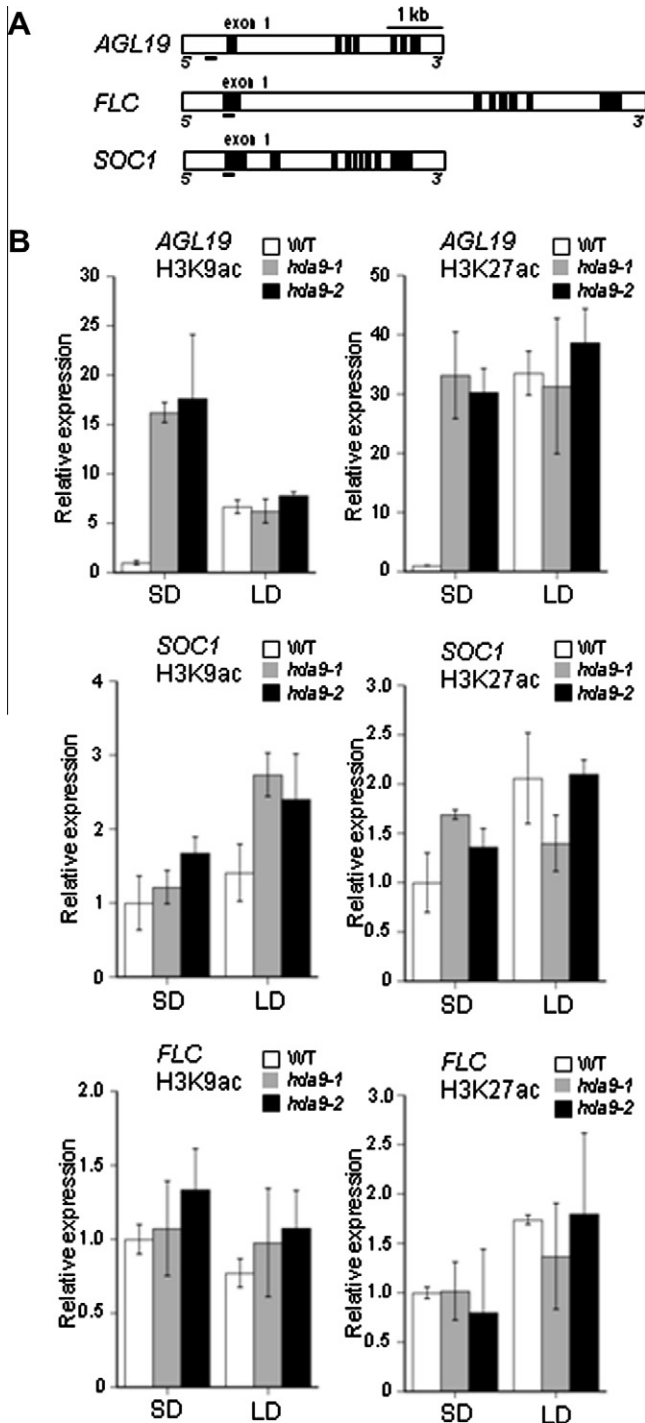 A
exon 1
1 kb
AGL19
5'
3'
exon 1
FLC
5'
3'
exon 1
SOC1
5'
3'
B
AGL19
H3K9ac
WT
hda9-1
hda9-2
Relative expression
30
25
20
15
10
5
0
SD
LD
AGL19
H3K27ac
WT
hda9-1
hda9-2
Relative expression
50
40
30
20
10
0
SD
LD
SOC1
H3K9ac
WT
hda9-1
hda9-2
Relative expression
4
3
2
1
0
SD
LD
SOC1
H3K27ac
WT
hda9-1
hda9-2
Relative expression
3.0
2.5
2.0
1.5
1.0
0.5
0
SD
LD
FLC
H3K9ac
WT
hda9-1
hda9-2
Relative expression
2.0
1.5
1.0
0.5
0
SD
LD
FLC
H3K27ac
WT
hda9-1
hda9-2
Relative expression
3.0
2.5
2.0
1.5
1.0
0.5
0
SD
LD